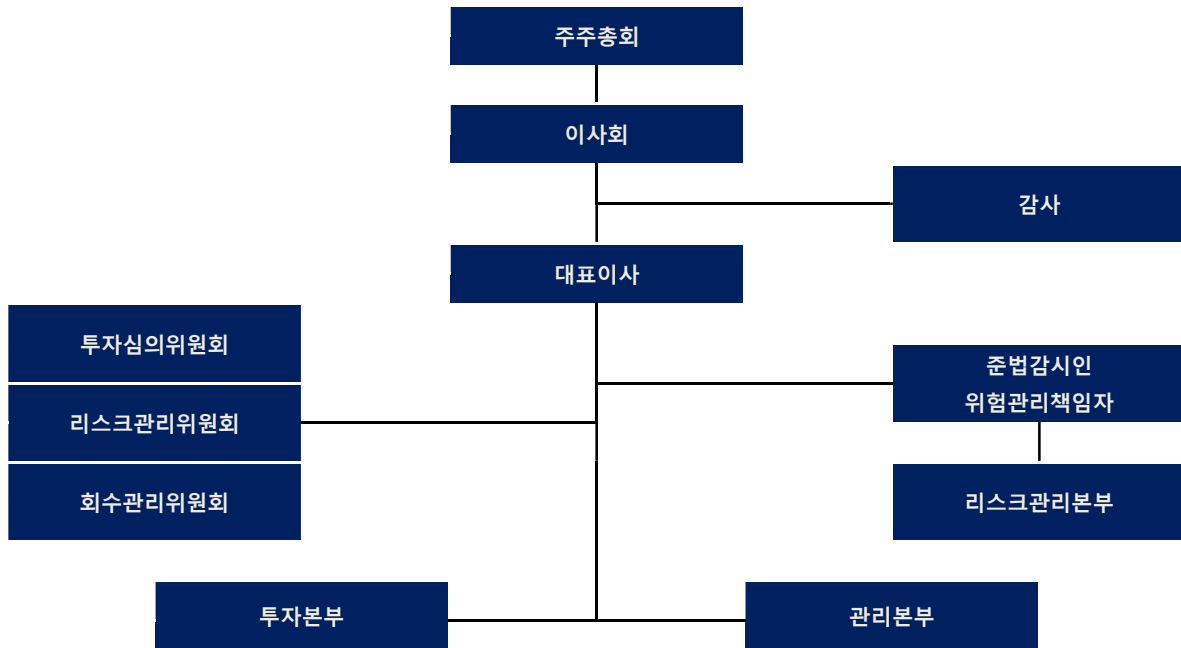 주주총회
이사회
감사
대표이사
투자심의위원회
리스크관리위원회
회수관리위원회
준법감시인
위험관리책임자
리스크관리본부
투자본부
관리본부